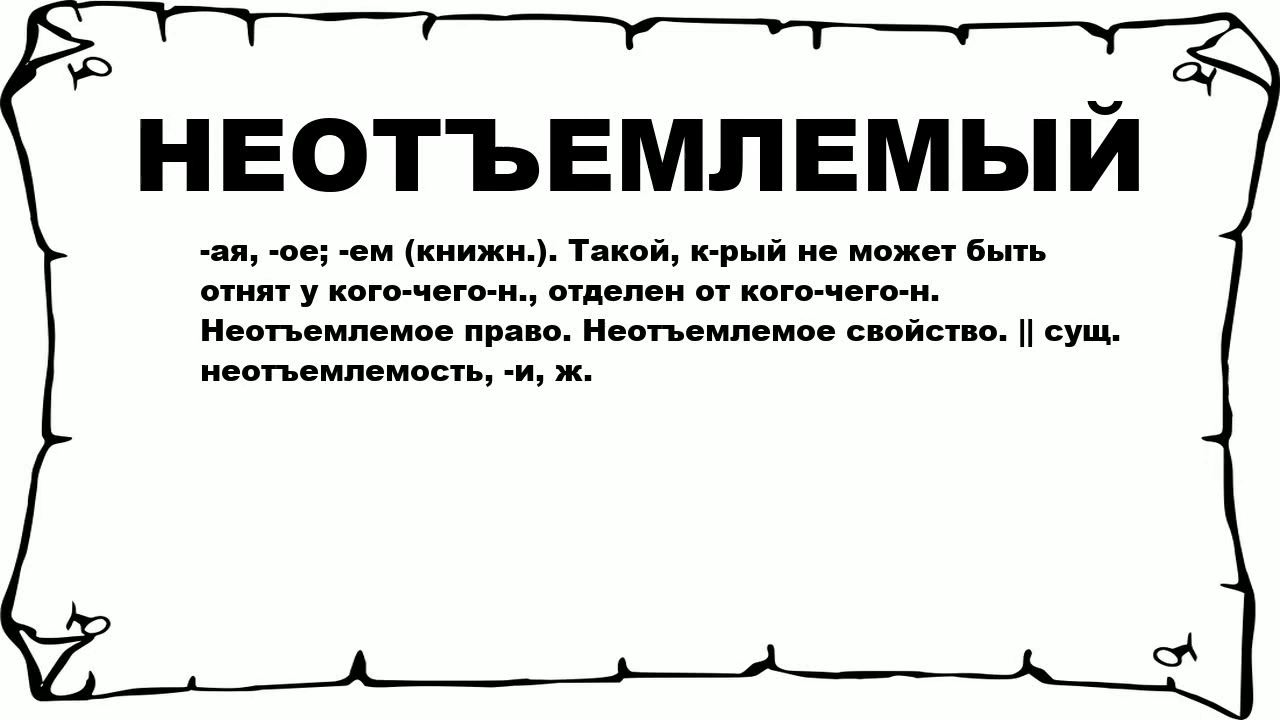 НЕОТЪЕМЛЕМЫЙ
-ая, -ое; -ем (книжн.). Такой, к-рый не может быть
отнят у кого-чего-н., отделен от кого-чего-н.
Неотъемлемое право. Неотъемлемое свойство. || сущ.
неотъемлемость, -и, ж.